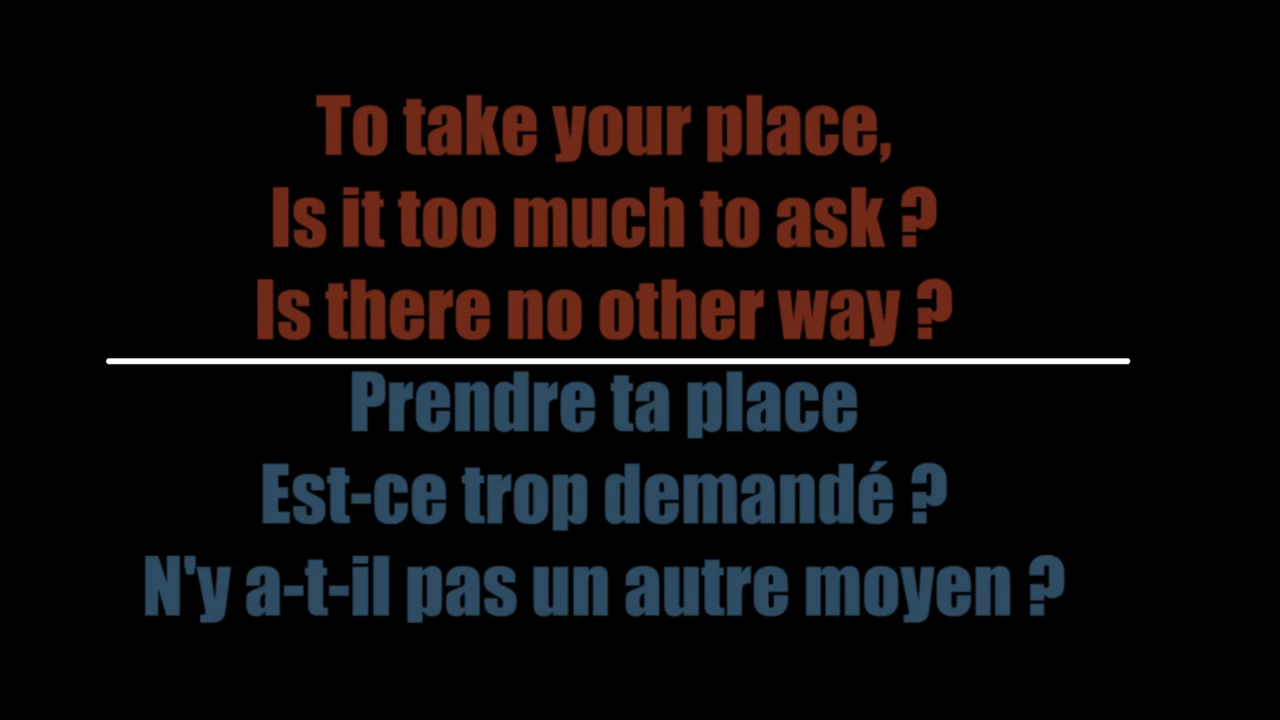 To take your place,
Is it too much to ask ?
Is there no other way ?
Prendre ta place
Est-ce trop demandé ?
N'y a-t-il pas un autre moyen ?